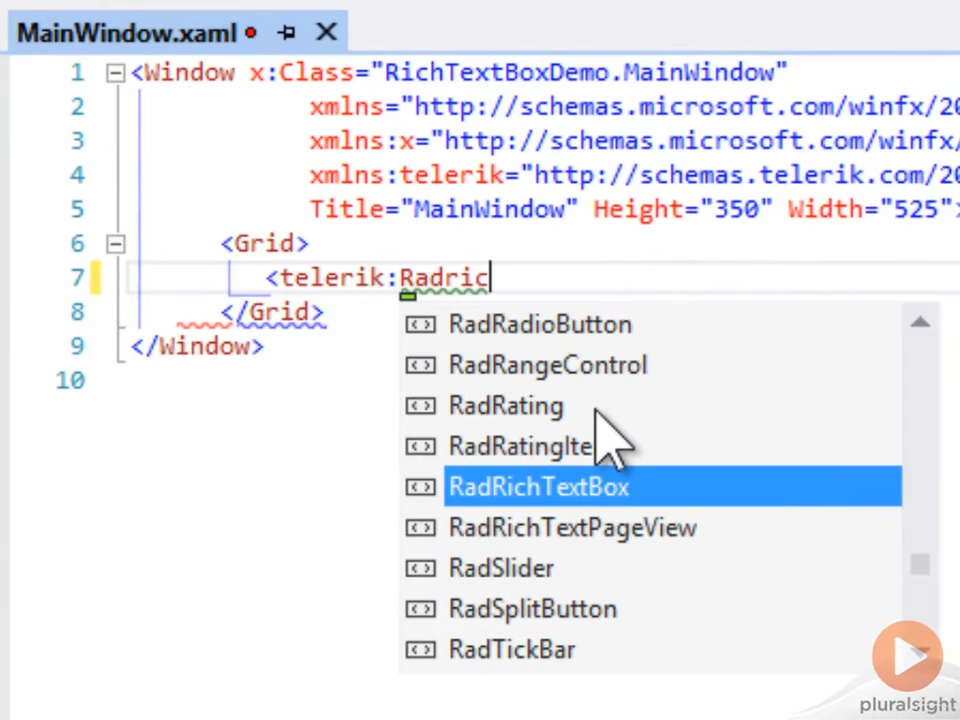 MainWindow.xaml
1 <Window x:Class="RichTextBoxDemo.MainWindow"
2 xmlns="http://schemas.microsoft.com/winfx/20
3 xmlns:x="http://schemas.microsoft.com/winfx/
4 xmlns:telerik="http://schemas.telerik.com/20
5 Title="MainWindow" Height="350" Width="525">
6 <Grid>
7 <telerik:Radric
8 </Grid>
9 </Window>
10
RadRadioButton
RadRangeControl
RadRating
RadRatingIte
RadRichTextBox
RadRichTextPageView
RadSlider
RadSplitButton
RadTickBar
pluralsight